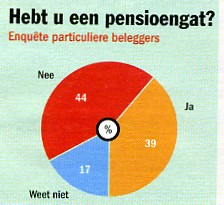 Hebt u een pensioengat?
Enquête particuliere beleggers
Nee
44
Ja
%
39
17
Weet niet